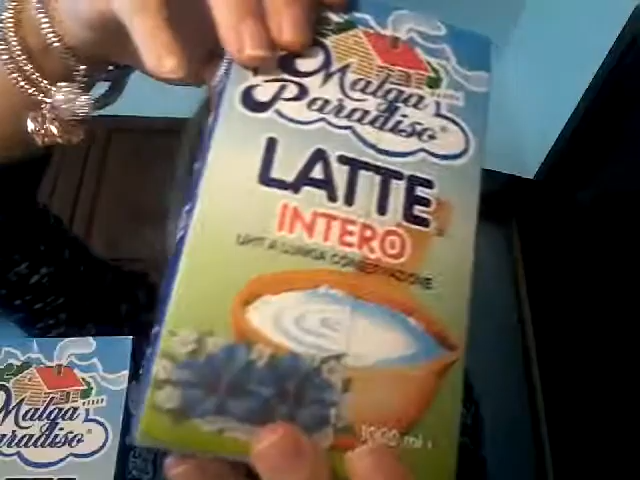 Malga
Paradiso
LATTE
INTERO
UHT A LUNGA CONSERVAZIONE
1000 ml e
Malga
Paradiso